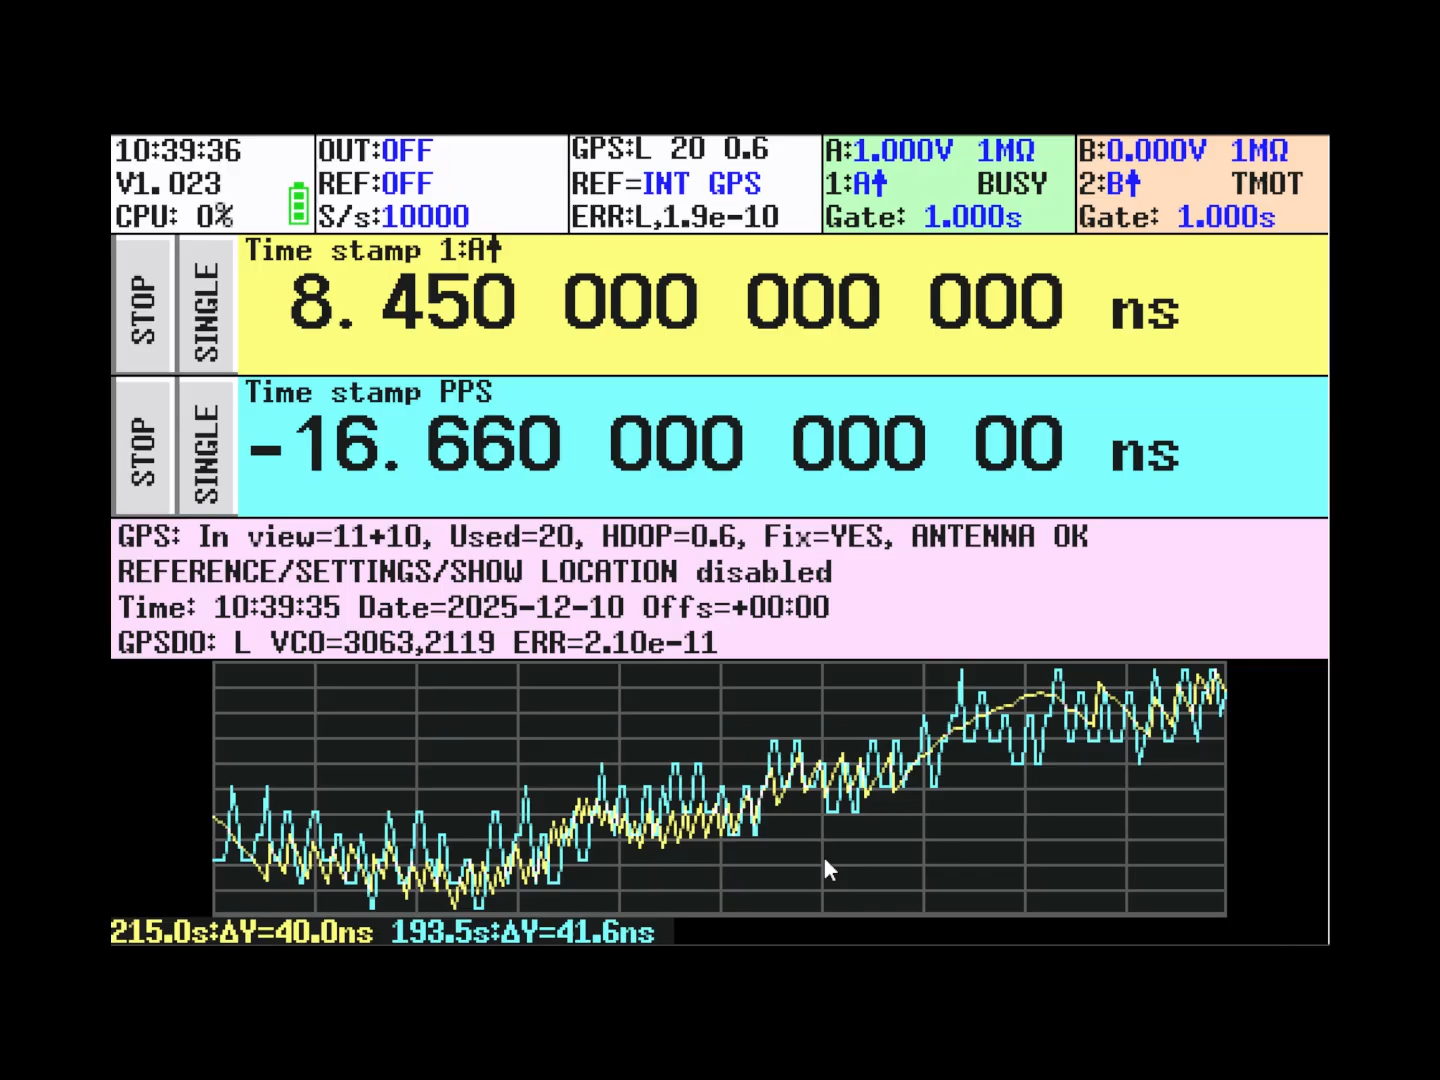 10:39:36
V1.023
CPU: 0%
OUT:OFF
REF:OFF
S/s:10000
GPS:L 20 0.6
REF=INT GPS
ERR:L,1.9e-10
A:1.000V 1MΩ
1:A↑ BUSY
Gate: 1.000s
B:0.000V 1MΩ
2:B↑ TMOT
Gate: 1.000s
STOP
SINGLE
Time stamp 1:A↑
8.450 000 000 000 ns
STOP
SINGLE
Time stamp PPS
-16.660 000 000 00 ns
GPS: In view=11+10, Used=20, HDOP=0.6, Fix=YES, ANTENNA OK
REFERENCE/SETTINGS/SHOW LOCATION disabled
Time: 10:39:35 Date=2025-12-10 Offs=+00:00
GPSDO: L VCO=3063,2119 ERR=2.10e-11
215.0s:ΔY=40.0ns 193.5s:ΔY=41.6ns